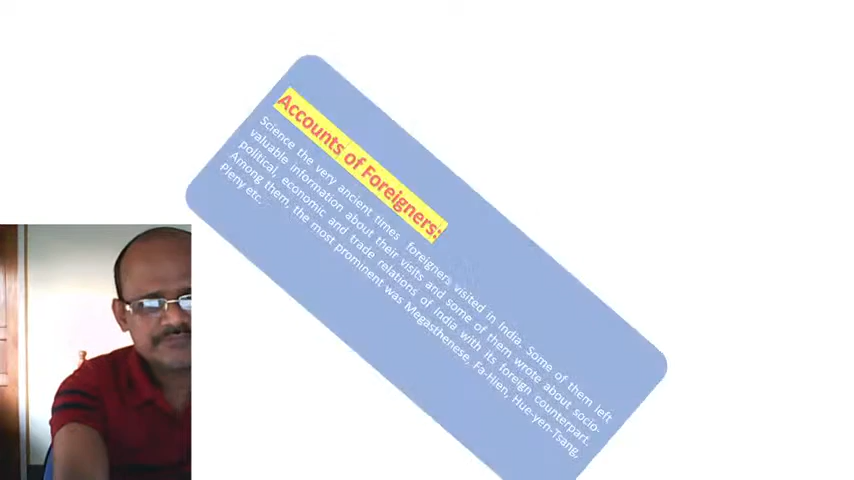 Accounts of Foreigners:
Science the very ancient times foreigners visited in India. Some of them left
valuable information about their visits and some of them wrote about socio-
political, economic and trade relations of India with its foreign counterpart.
Among them, the most prominent was Megasthenese, Fa-Hien, Hue-yen-Tsang,
Pleny etc.